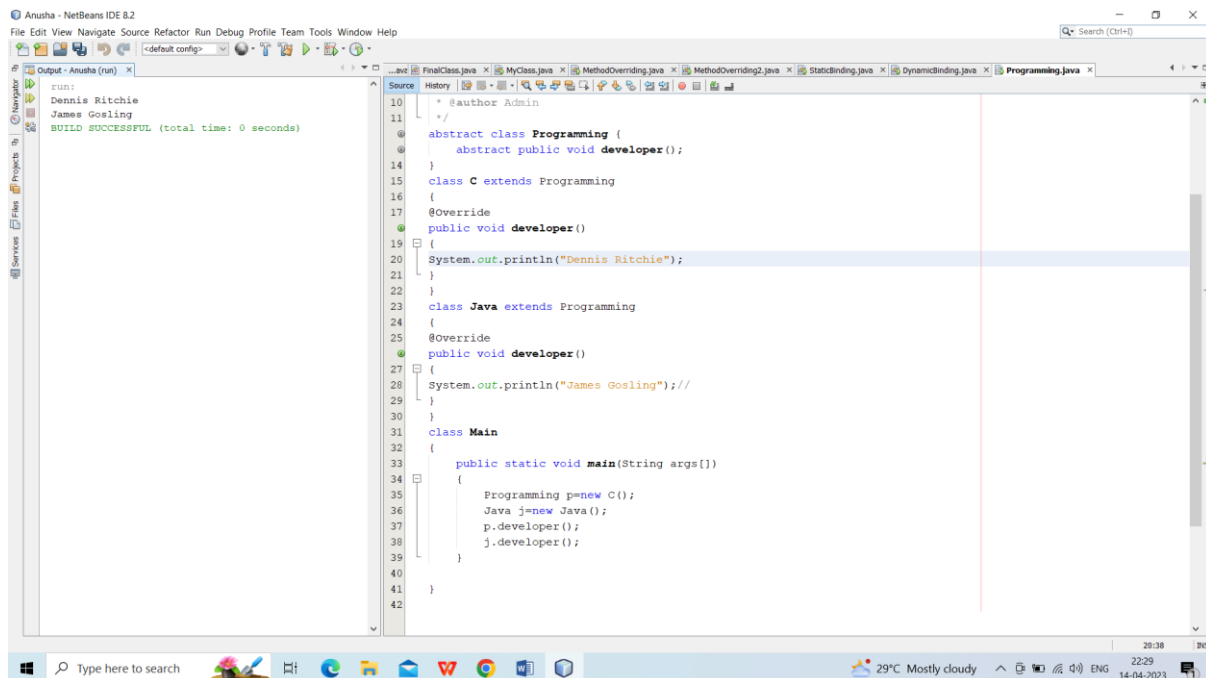 Anusha - NetBeans IDE 8.2
File Edit View Navigate Source Refactor Run Debug Profile Team Tools Window Help
Search (Ctrl+I)
<default config>
Output - Anusha (run)
run:
Dennis Ritchie
James Gosling
BUILD SUCCESSFUL (total time: 0 seconds)
Navigator
Projects
Files
Services
FinalClass.java MyClass.java MethodOverriding.java MethodOverriding2.java StaticBinding.java DynamicBinding.java Programming.java
Source History
10 * @author Admin
11 */
abstract class Programming {
abstract public void developer();
14 }
15 class C extends Programming
16 {
17 @Override
public void developer()
19 {
20 System.out.println("Dennis Ritchie");
21 }
22 }
23 class Java extends Programming
24 {
25 @Override
public void developer()
27 {
28 System.out.println("James Gosling");//
29 }
30 }
31 class Main
32 {
33 public static void main(String args[])
34 {
35 Programming p=new C();
36 Java j=new Java();
37 p.developer();
38 j.developer();
39 }
40
41 }
42
20:38 INS
Type here to search
29°C Mostly cloudy
ENG
22:29
14-04-2023